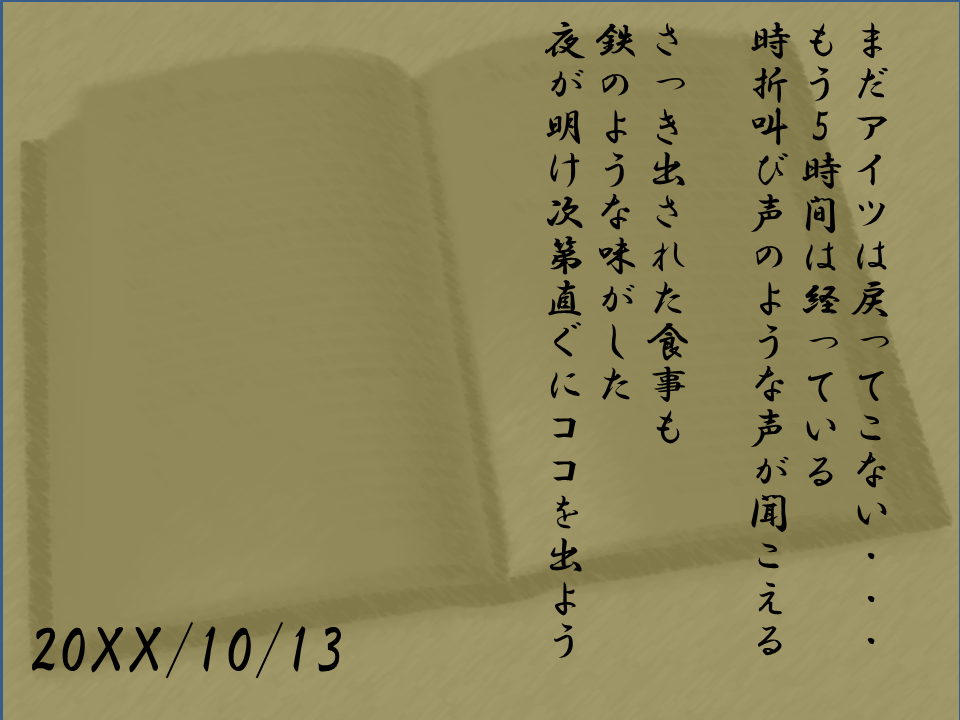 まだアイツは戻ってこない・・・
もう5時間は経っている
時折叫び声のような声が聞こえる
さっき出された食事も
鉄のような味がした
夜が明け次第直ぐにココを出よう
20XX/10/13